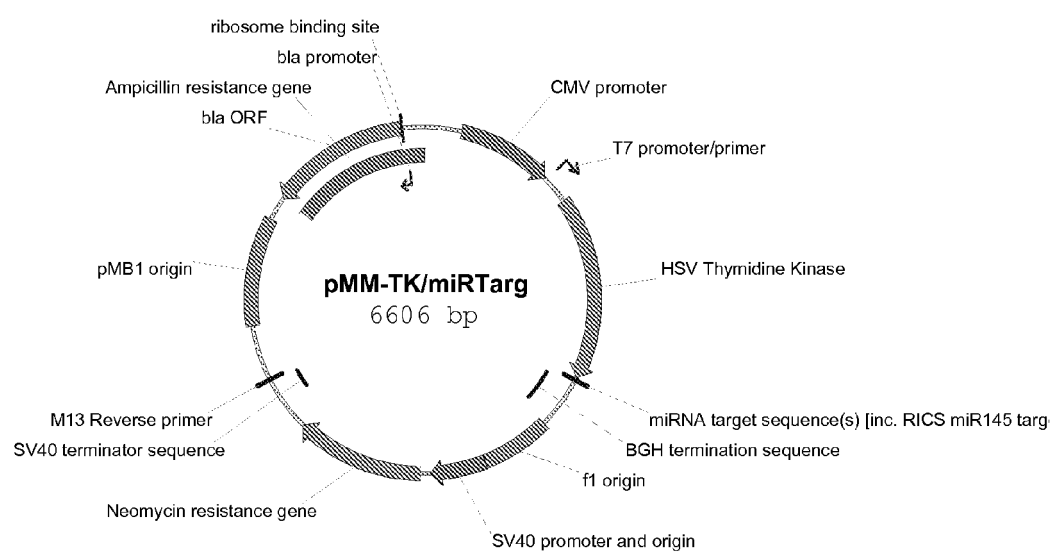 ribosome binding site
bla promoter
Ampicillin resistance gene
bla ORF
CMV promoter
T7 promoter/primer
pMB1 origin
HSV Thymidine Kinase
pMM-TK/miRTarg
6606 bp
M13 Reverse primer
SV40 terminator sequence
Neomycin resistance gene
miRNA target sequence(s) [inc. RICS miR145 targ
BGH termination sequence
f1 origin
SV40 promoter and origin